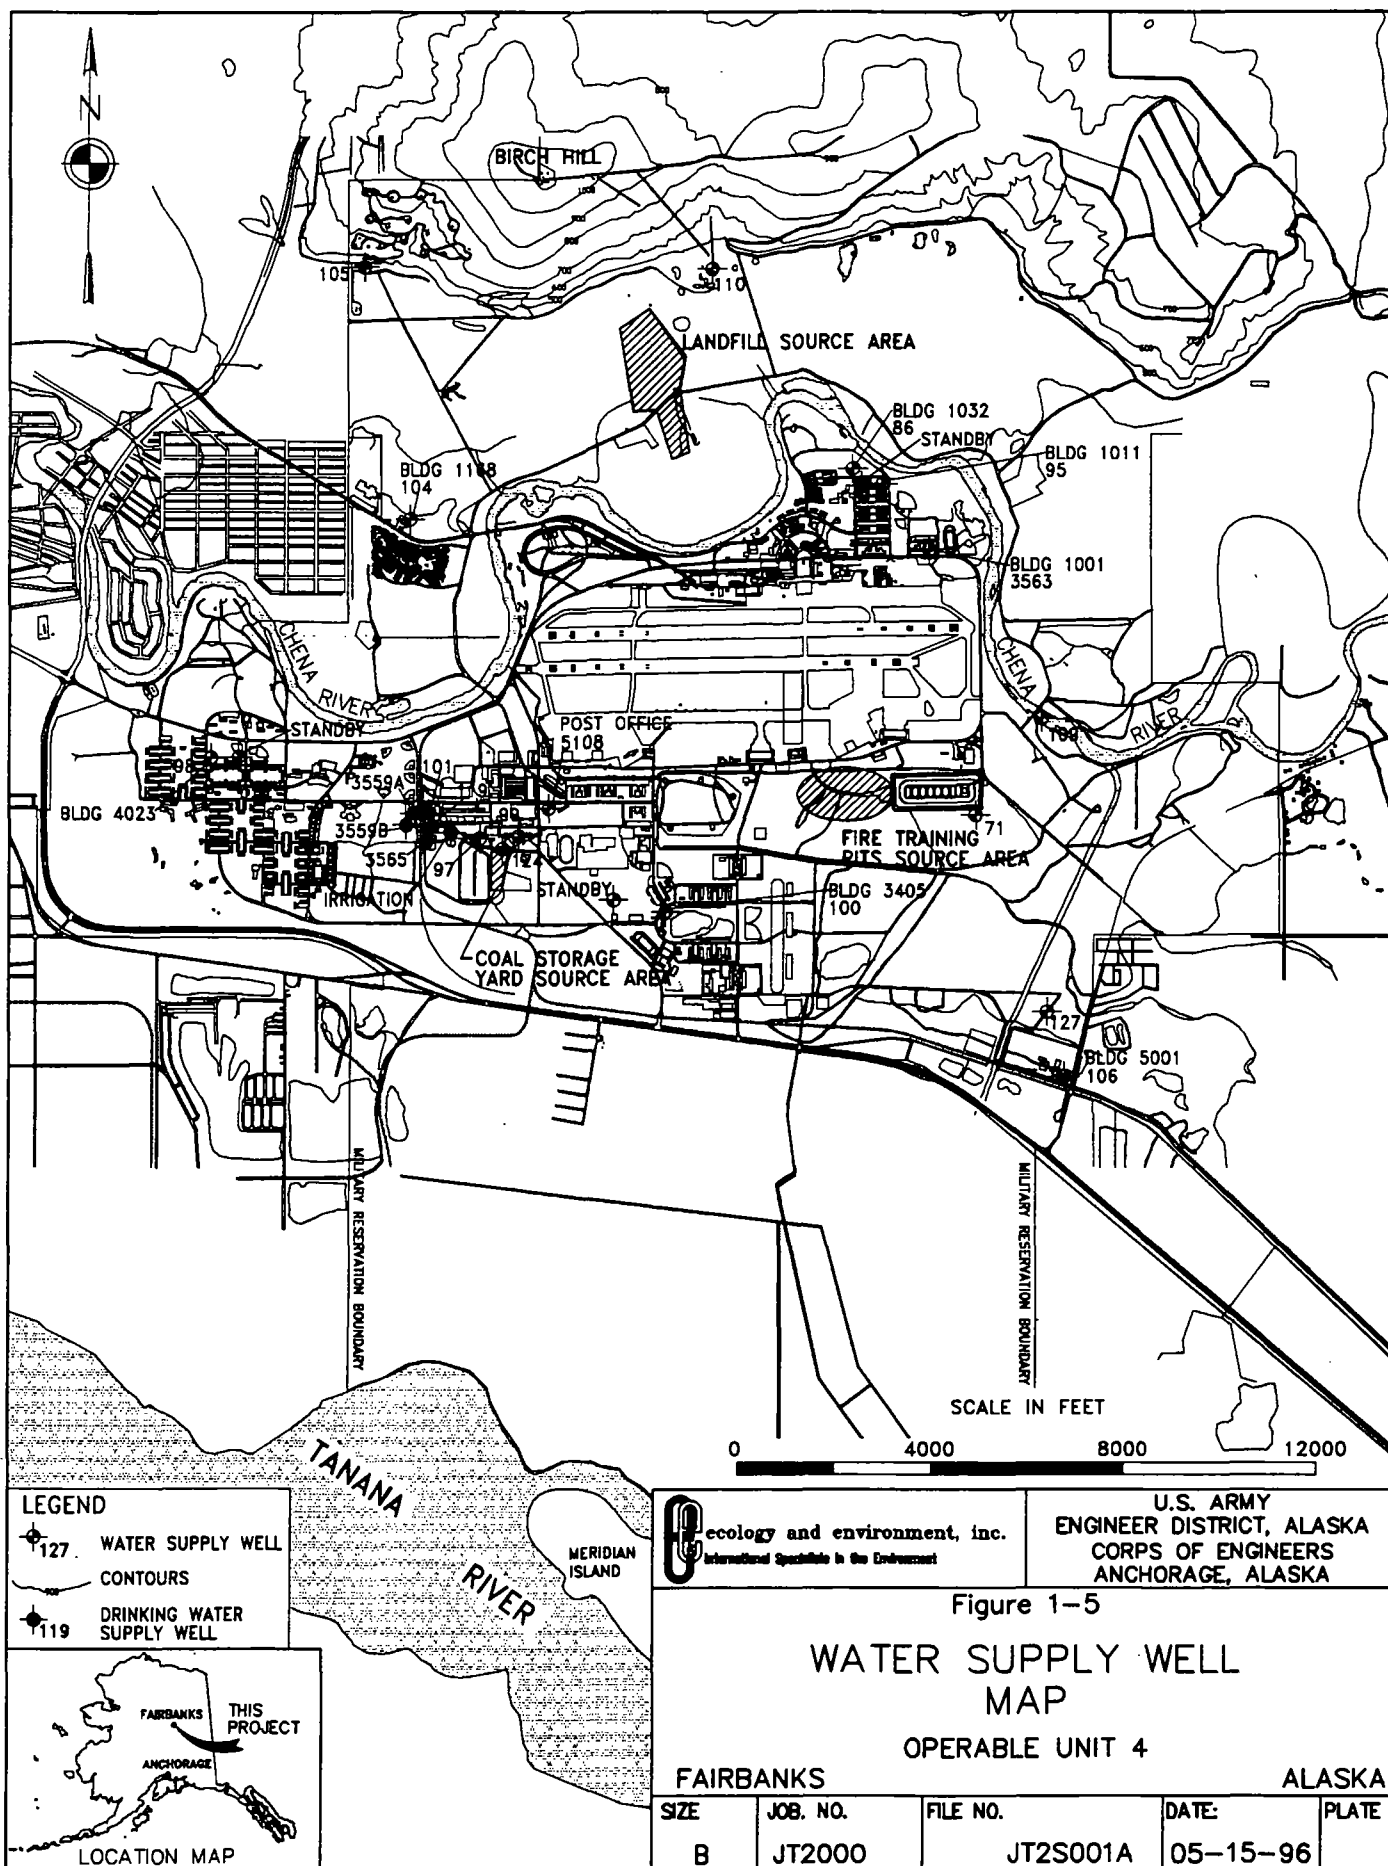 N
BIRCH HILL
105
110
LANDFILL SOURCE AREA
BLDG 1032
86
STANDBY
BLDG 1011
95
BLDG 1168
104
BLDG 1001
3563
CHENA
RIVER
CHENA
RIVER
109
STANDBY
POST OFFICE
5108
98
3559A
101
BLDG 4023
3559B
3565
97
IRRIGATION
STANDBY
71
FIRE TRAINING
PITS SOURCE AREA
BLDG 3405
100
COAL STORAGE
YARD SOURCE AREA
127
BLDG 5001
106
MILITARY RESERVATION BOUNDARY
MILITARY RESERVATION BOUNDARY
SCALE IN FEET
0 4000 8000 12000
TANANA
RIVER
MERIDIAN
ISLAND
LEGEND
127 WATER SUPPLY WELL
CONTOURS
119 DRINKING WATER
SUPPLY WELL
FAIRBANKS
THIS
PROJECT
ANCHORAGE
LOCATION MAP
ecology and environment, inc.
International Specialists in the Environment
U.S. ARMY
ENGINEER DISTRICT, ALASKA
CORPS OF ENGINEERS
ANCHORAGE, ALASKA
Figure 1-5
WATER SUPPLY WELL
MAP
OPERABLE UNIT 4
FAIRBANKS ALASKA
SIZE JOB. NO. FILE NO. DATE: PLATE
B JT2000 JT2S001A 05-15-96